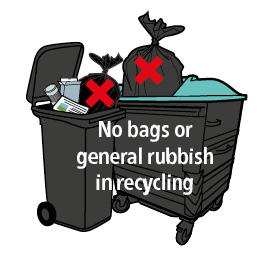 No bags or
general rubbish
in recycling